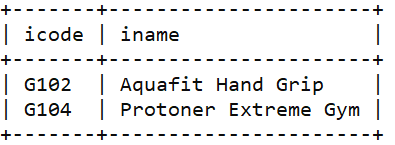 +-------+----------------------+
| icode | iname                |
+-------+----------------------+
| G102  | Aquafit Hand Grip    |
| G104  | Protoner Extreme Gym |
+-------+----------------------+